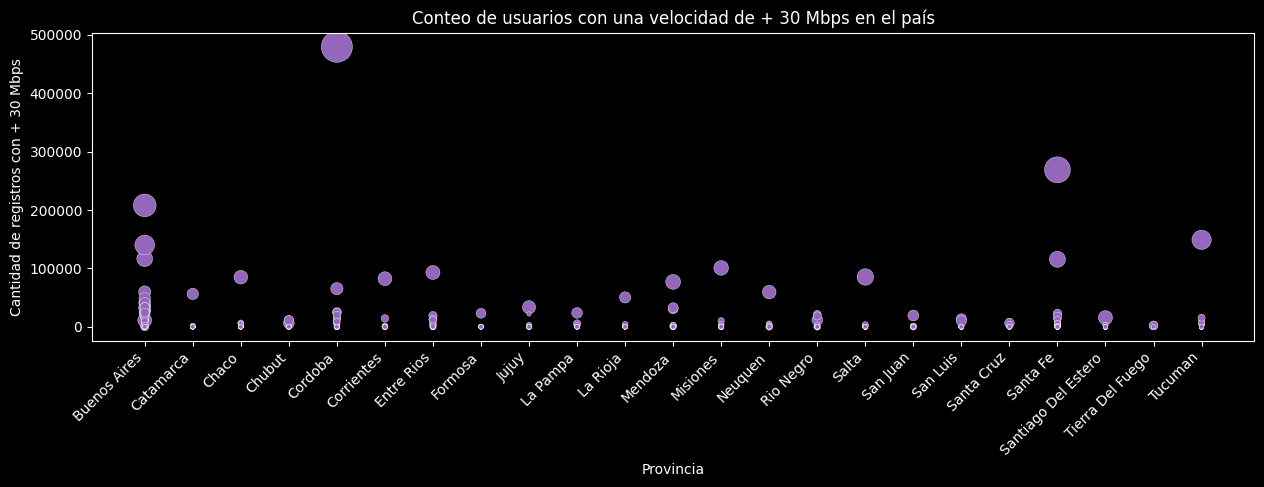 Conteo de usuarios con una velocidad de + 30 Mbps en el país
Cantidad de registros con + 30 Mbps
500000
400000
300000
200000
100000
0
Buenos Aires
Catamarca
Chaco
Chubut
Cordoba
Corrientes
Entre Rios
Formosa
Jujuy
La Pampa
La Rioja
Mendoza
Misiones
Neuquen
Rio Negro
Salta
San Juan
San Luis
Santa Cruz
Santa Fe
Santiago Del Estero
Tierra Del Fuego
Tucuman
Provincia